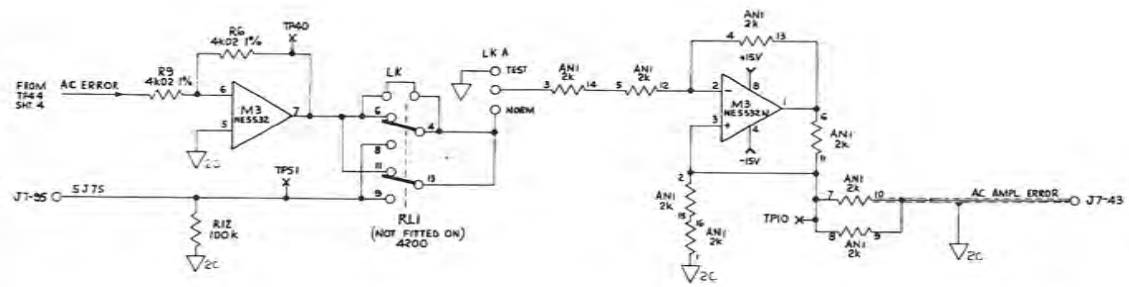 FROM
TP44
SHT. 4
AC ERROR
R9
4k02 1%
R6
4k02 1%
TP40
6
5
7
M3
NE5532
2C
J7-95
SJ7S
R12
100k
2C
TP51
LK
6
4
8
11
13
9
RL1
(NOT FITTED ON)
4200
LK A
TEST
NORM
AN1
2k
3
14
AN1
2k
5
12
AN1
2k
4
13
+15V
2
8
M3
NE5532N
1
3
4
-15V
6
AN1
2k
11
2
AN1
2k
15
16
AN1
2k
1
2C
AN1
2k
7
10
TP10
8
9
AN1
2k
AC AMPL ERROR
J7-43
2C